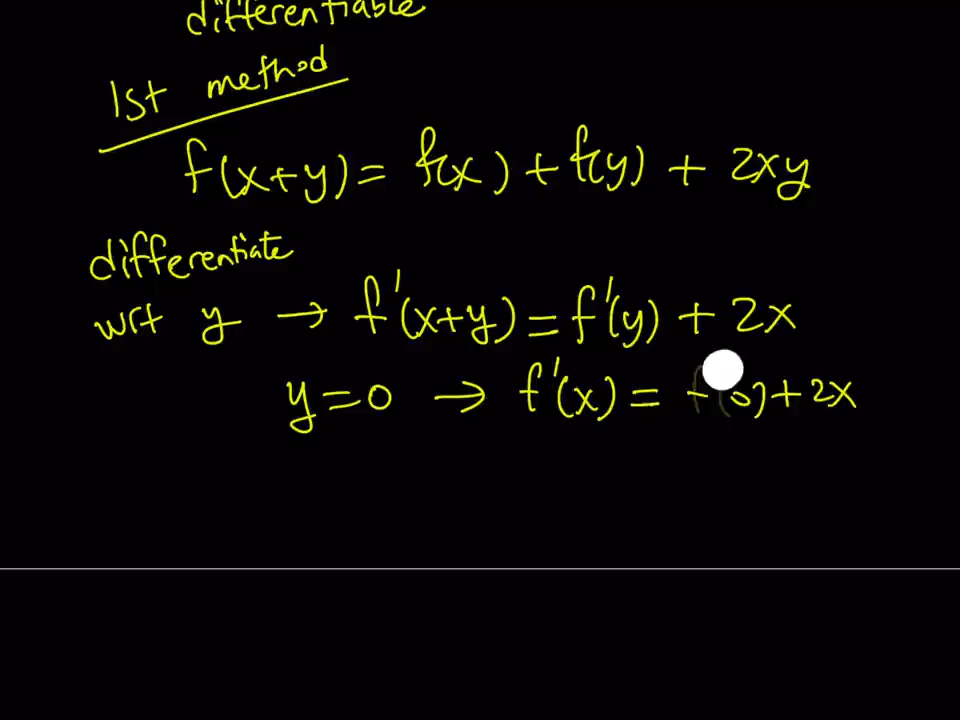 differentiable
1st method
f(x+y) = f(x) + f(y) + 2xy
differentiate
wrt y → f'(x+y) = f'(y) + 2x
y=0 → f'(x) = (0) + 2x